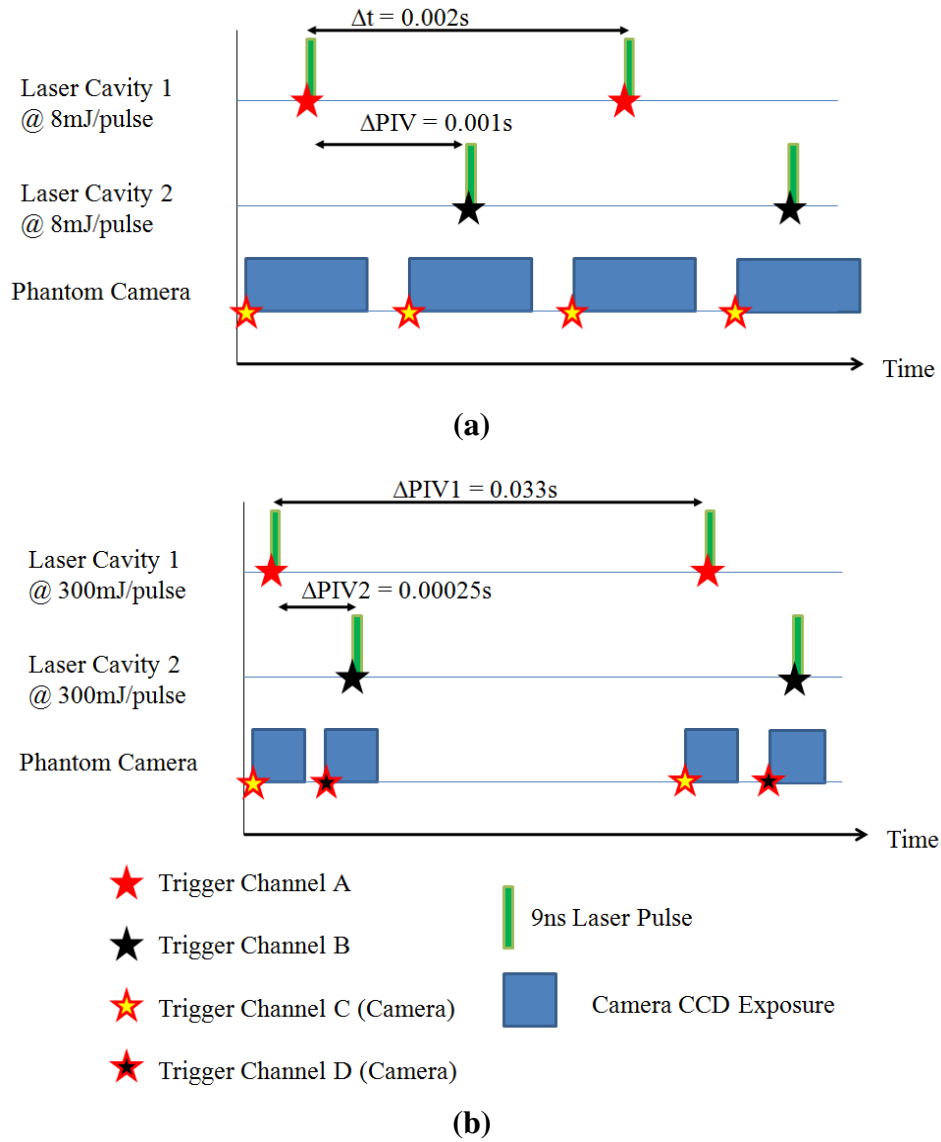 Δt = 0.002s
Laser Cavity 1
@ 8mJ/pulse
ΔPIV = 0.001s
Laser Cavity 2
@ 8mJ/pulse
Phantom Camera
Time
(a)
ΔPIV1 = 0.033s
Laser Cavity 1
@ 300mJ/pulse
ΔPIV2 = 0.00025s
Laser Cavity 2
@ 300mJ/pulse
Phantom Camera
Time
Trigger Channel A
Trigger Channel B
Trigger Channel C (Camera)
Trigger Channel D (Camera)
9ns Laser Pulse
Camera CCD Exposure
(b)